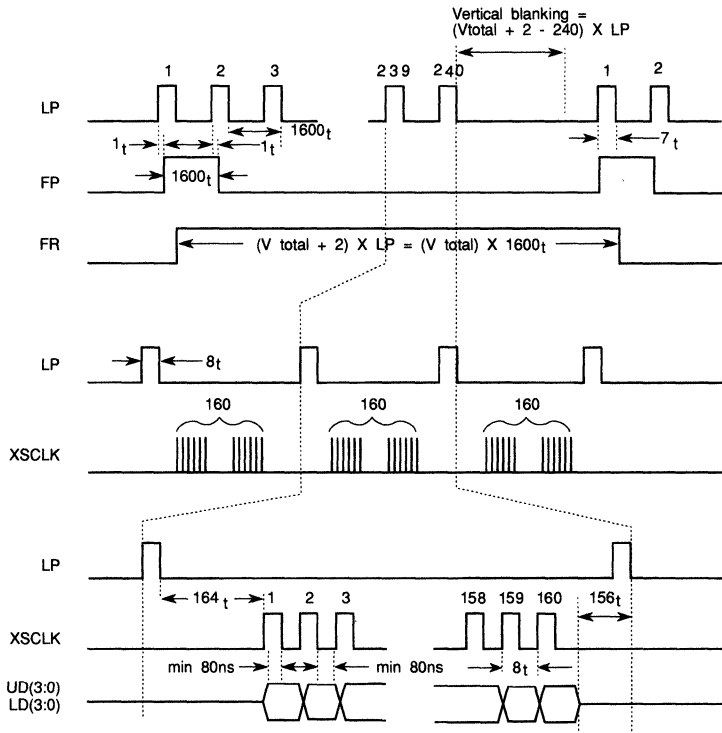 Vertical blanking =
(Vtotal + 2 - 240) X LP
1 2 3 239 240 1 2
LP
1600t
1t 1t 7t
FP
1600t
FR
(V total + 2) X LP = (V total) X 1600t
LP
8t
160 160 160
XSCLK
LP
164t 1 2 3 158 159 160 156t
XSCLK
min 80ns min 80ns 8t
UD(3:0)
LD(3:0)